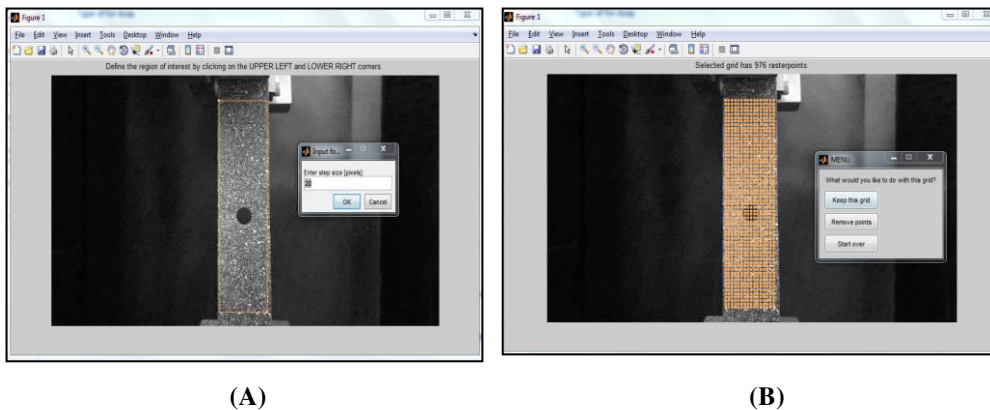 Figure 1
File Edit View Insert Tools Desktop Window Help
Define the region of interest by clicking on the UPPER LEFT and LOWER RIGHT corners.
Input fo...
Enter step size [pixels]:
OK Cancel
(A)
Figure 1
File Edit View Insert Tools Desktop Window Help
Selected grid has 976 rasterpoints
MENU
What would you like to do with this grid?
Keep this grid
Remove points
Start over
(B)